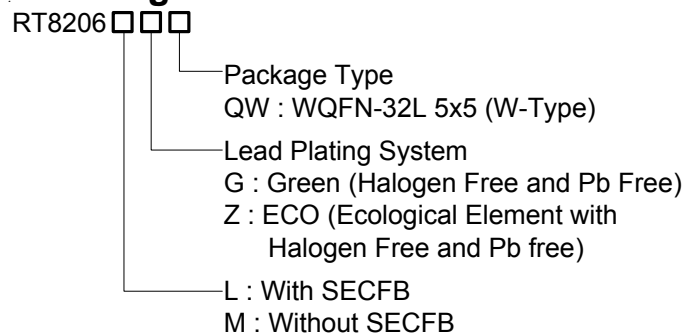 RT8206
Package Type
QW : WQFN-32L 5x5 (W-Type)
Lead Plating System
G : Green (Halogen Free and Pb Free)
Z : ECO (Ecological Element with
Halogen Free and Pb free)
L : With SECFB
M : Without SECFB